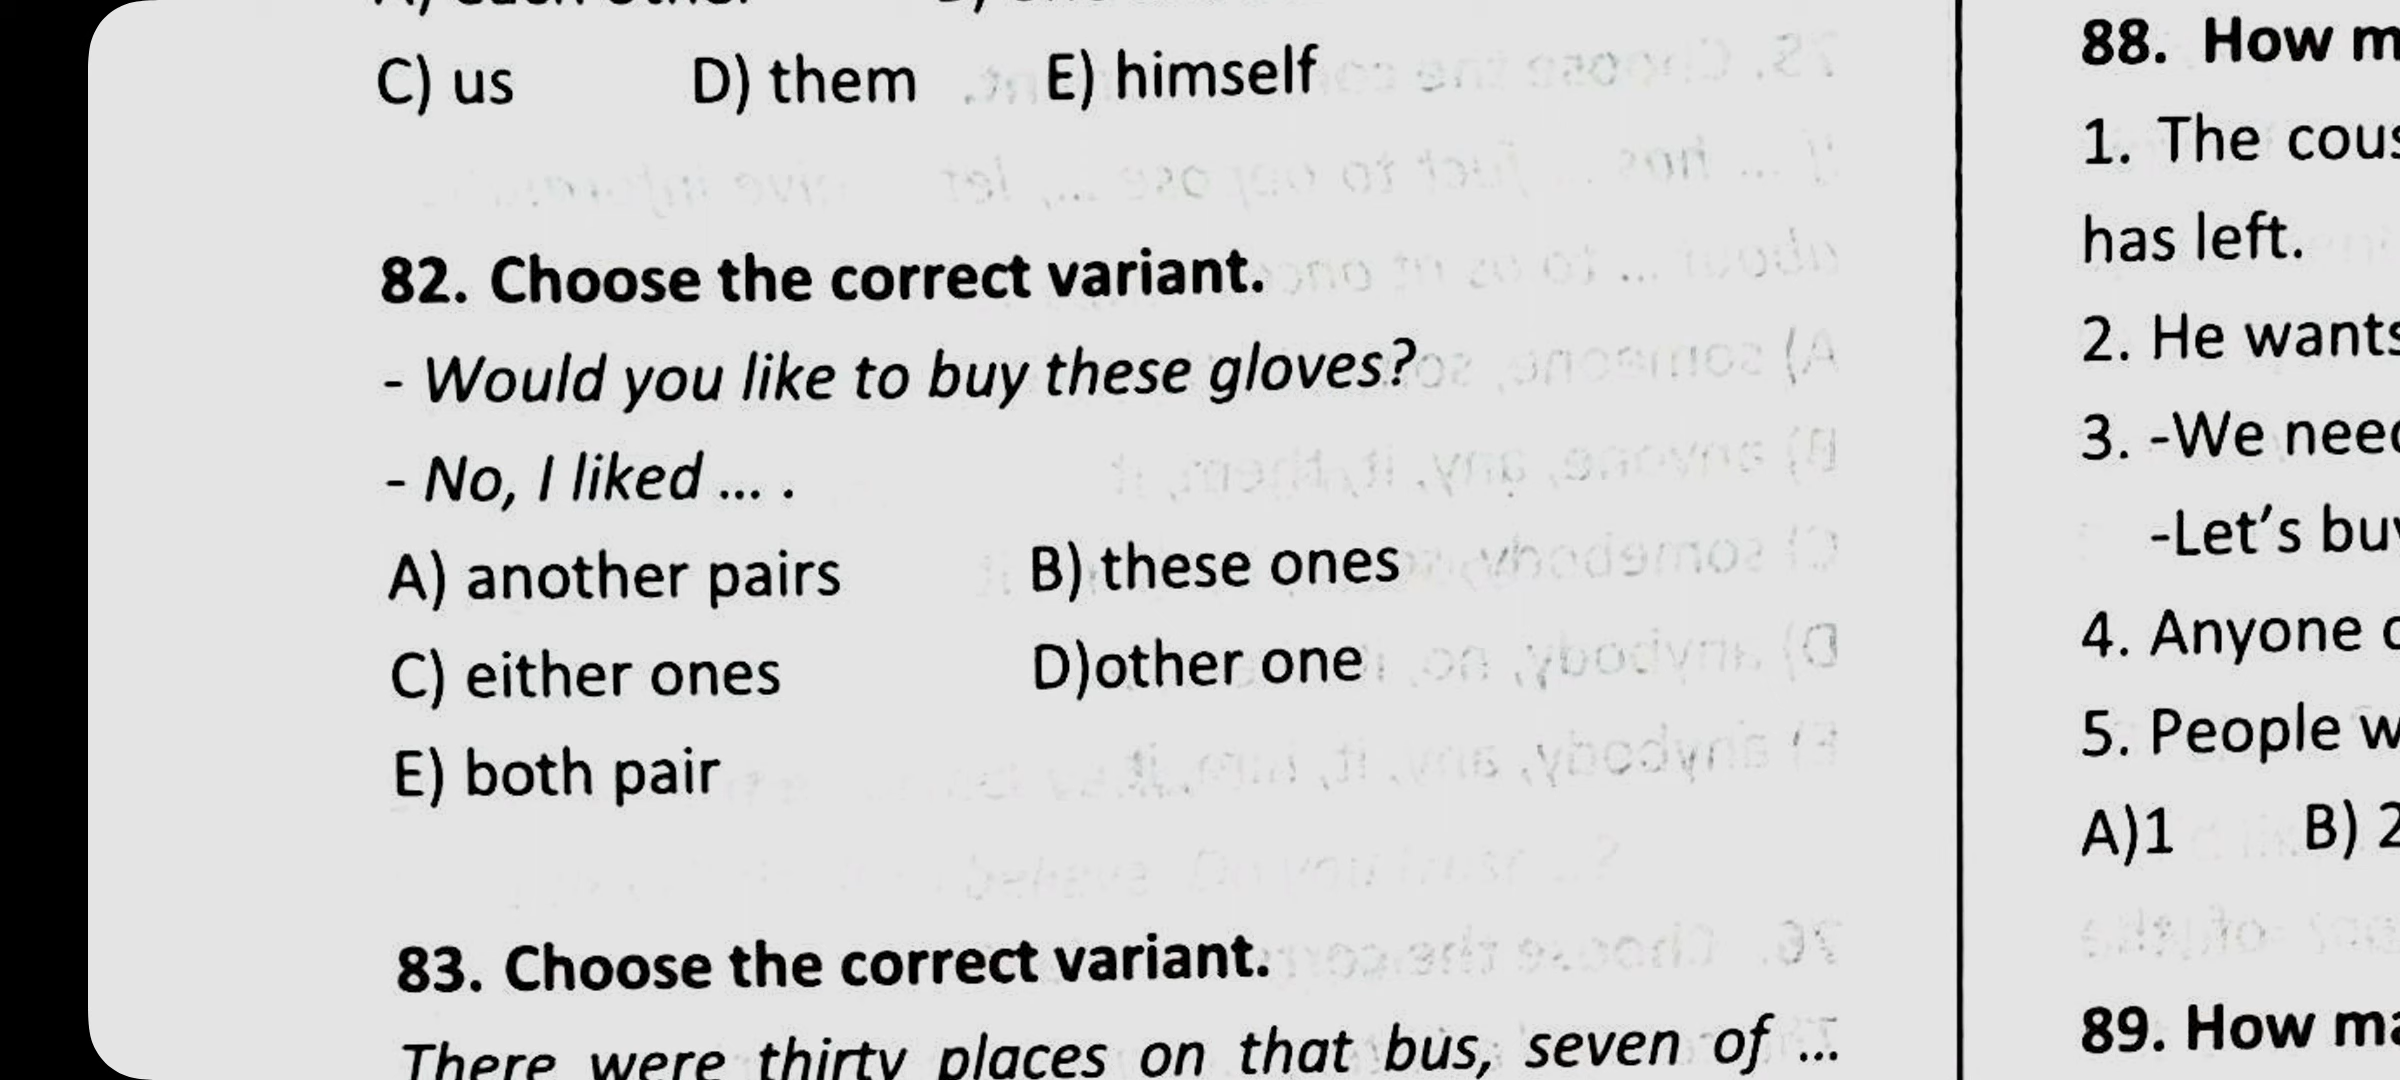 C) us D) them E) himself
82. Choose the correct variant.
- Would you like to buy these gloves?
- No, I liked ... .
A) another pairs B) these ones
C) either ones D)other one
E) both pair
83. Choose the correct variant.
There were thirty places on that bus, seven of ...
88. How
1. The
has left.
2. He wants
3. -We
-Let's
4. Anyone
5. People
A)1 B) 2
89. How